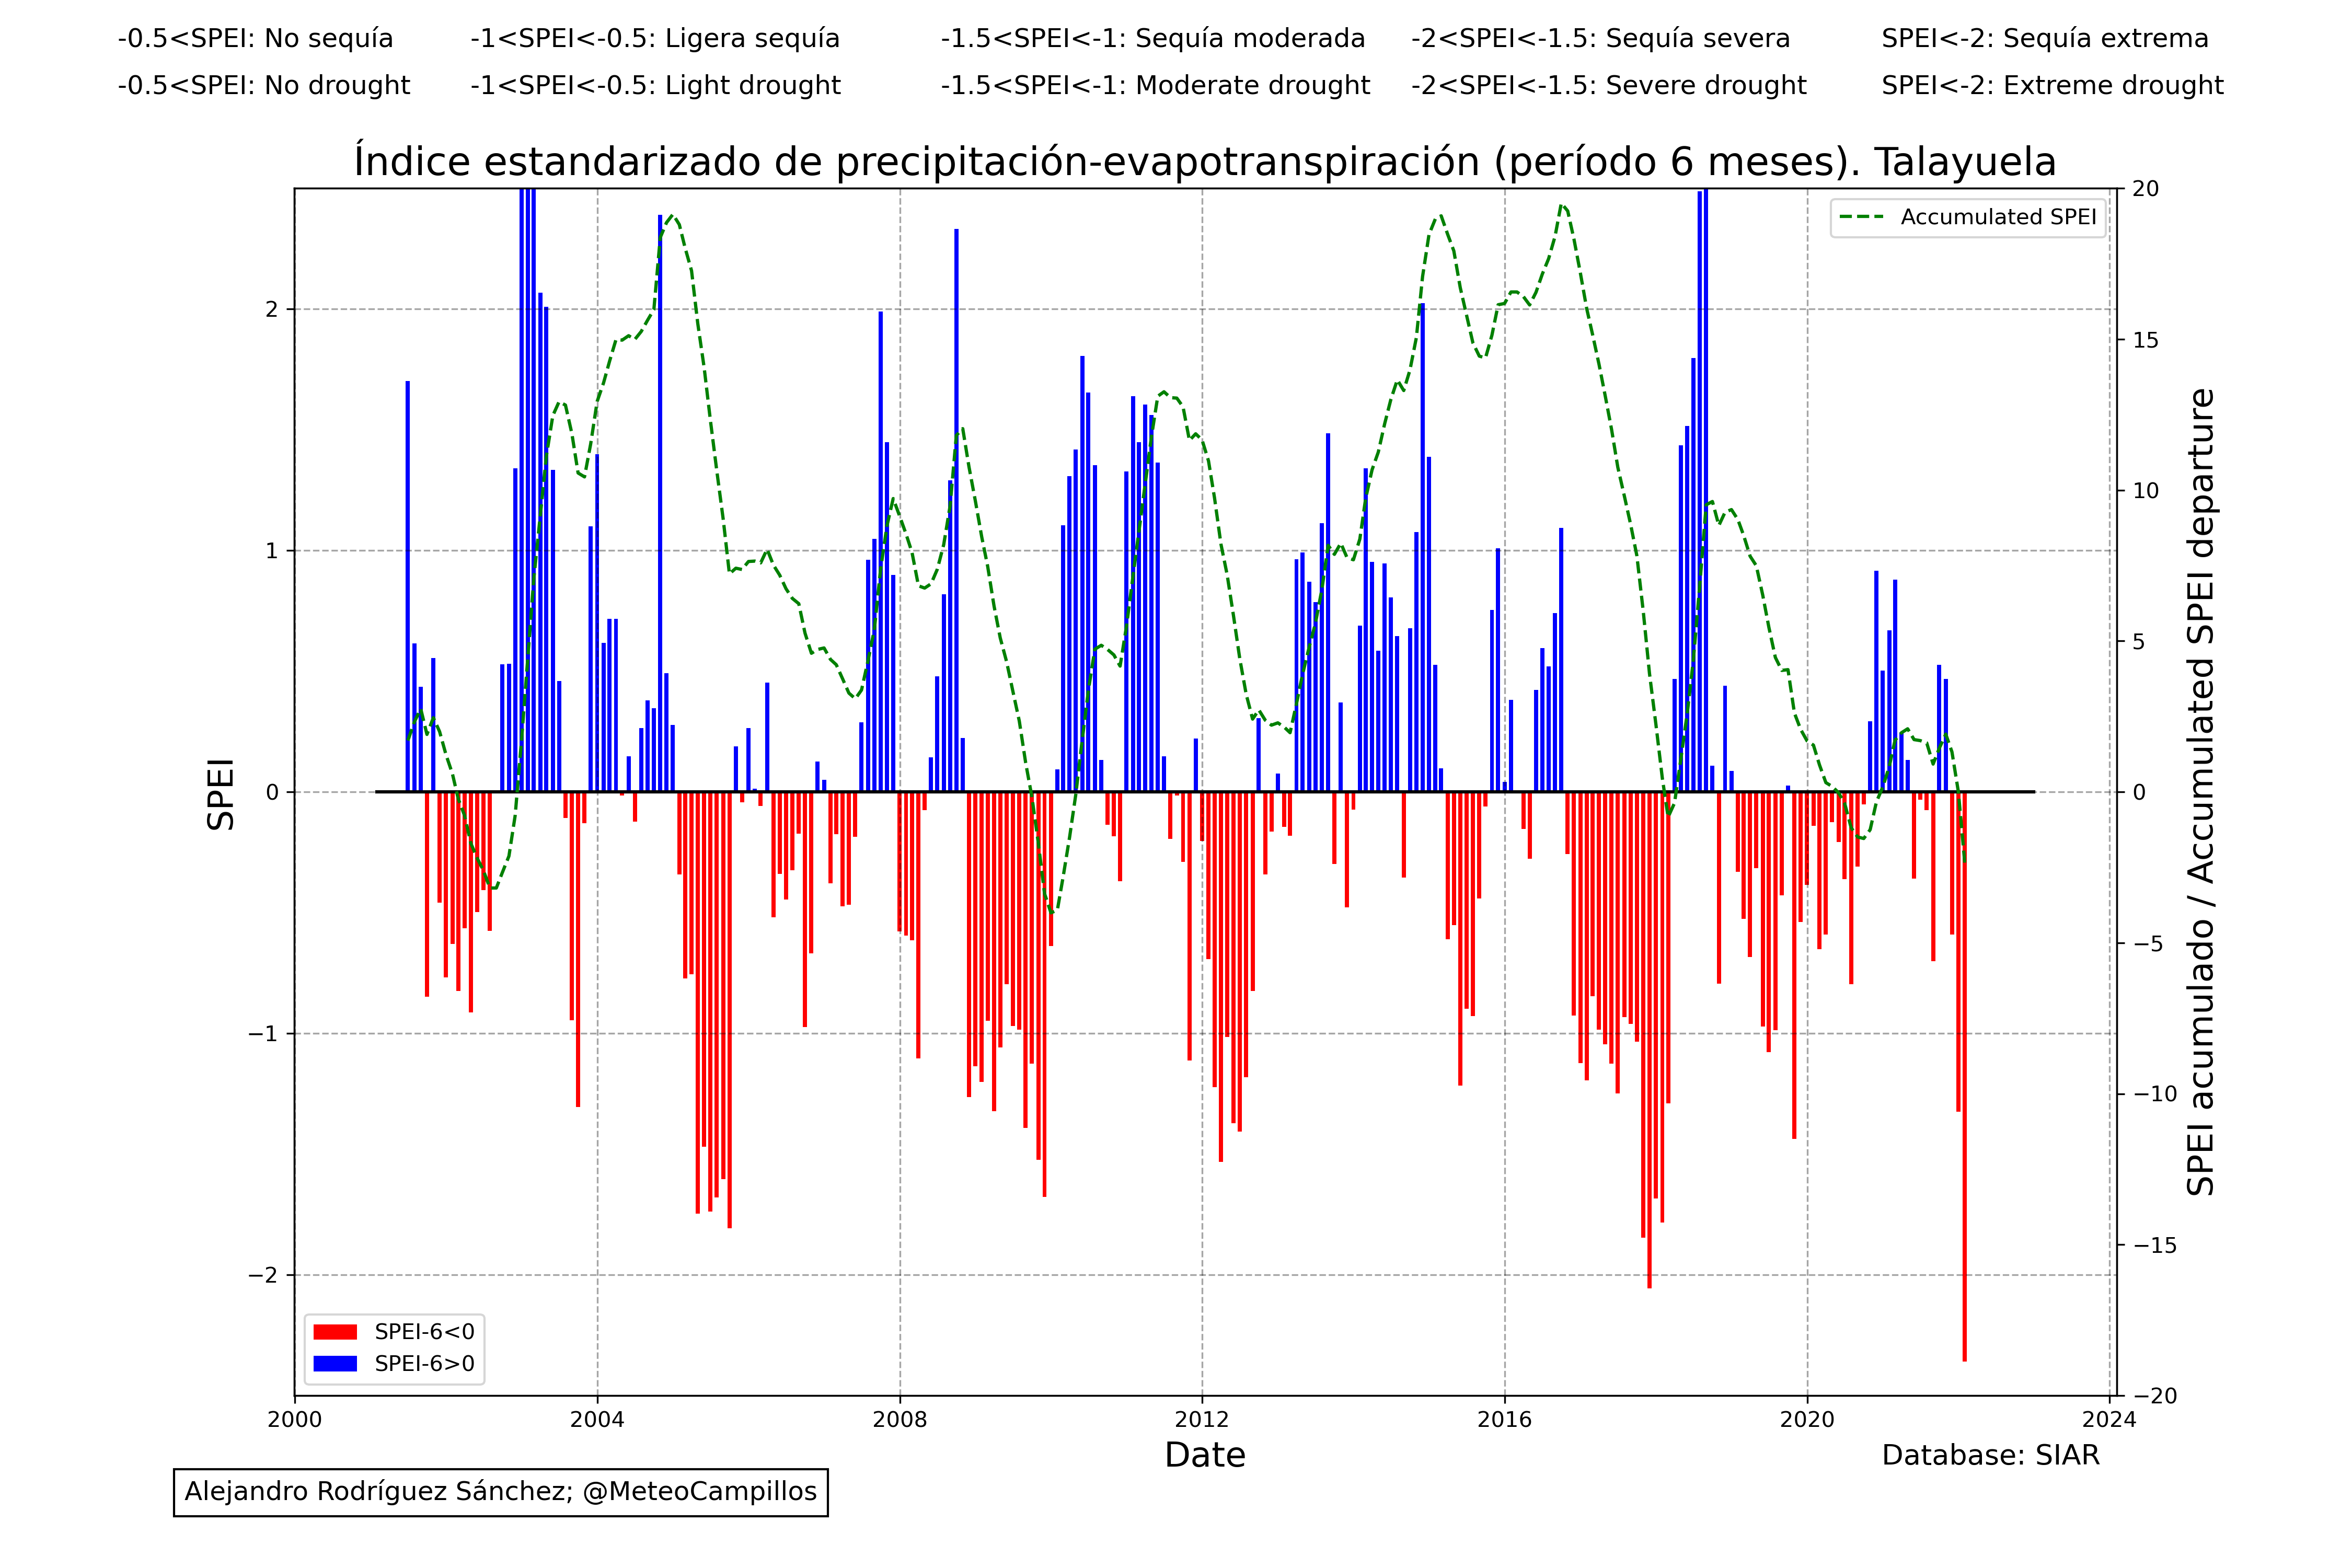 -0.5<SPEI: No sequía -1<SPEI<-0.5: Ligera sequía -1.5<SPEI<-1: Sequía moderada -2<SPEI<-1.5: Sequía severa SPEI<-2: Sequía extrema
-0.5<SPEI: No drought -1<SPEI<-0.5: Light drought -1.5<SPEI<-1: Moderate drought -2<SPEI<-1.5: Severe drought SPEI<-2: Extreme drought
Índice estandarizado de precipitación-evapotranspiración (período 6 meses). Talayuela
Accumulated SPEI
SPEI
2
1
0
−1
−2
20
15
10
5
0
−5
−10
−15
−20
SPEI acumulado / Accumulated SPEI departure
SPEI-6<0
SPEI-6>0
2000 2004 2008 2012 2016 2020 2024
Date
Database: SIAR
Alejandro Rodríguez Sánchez; @MeteoCampillos